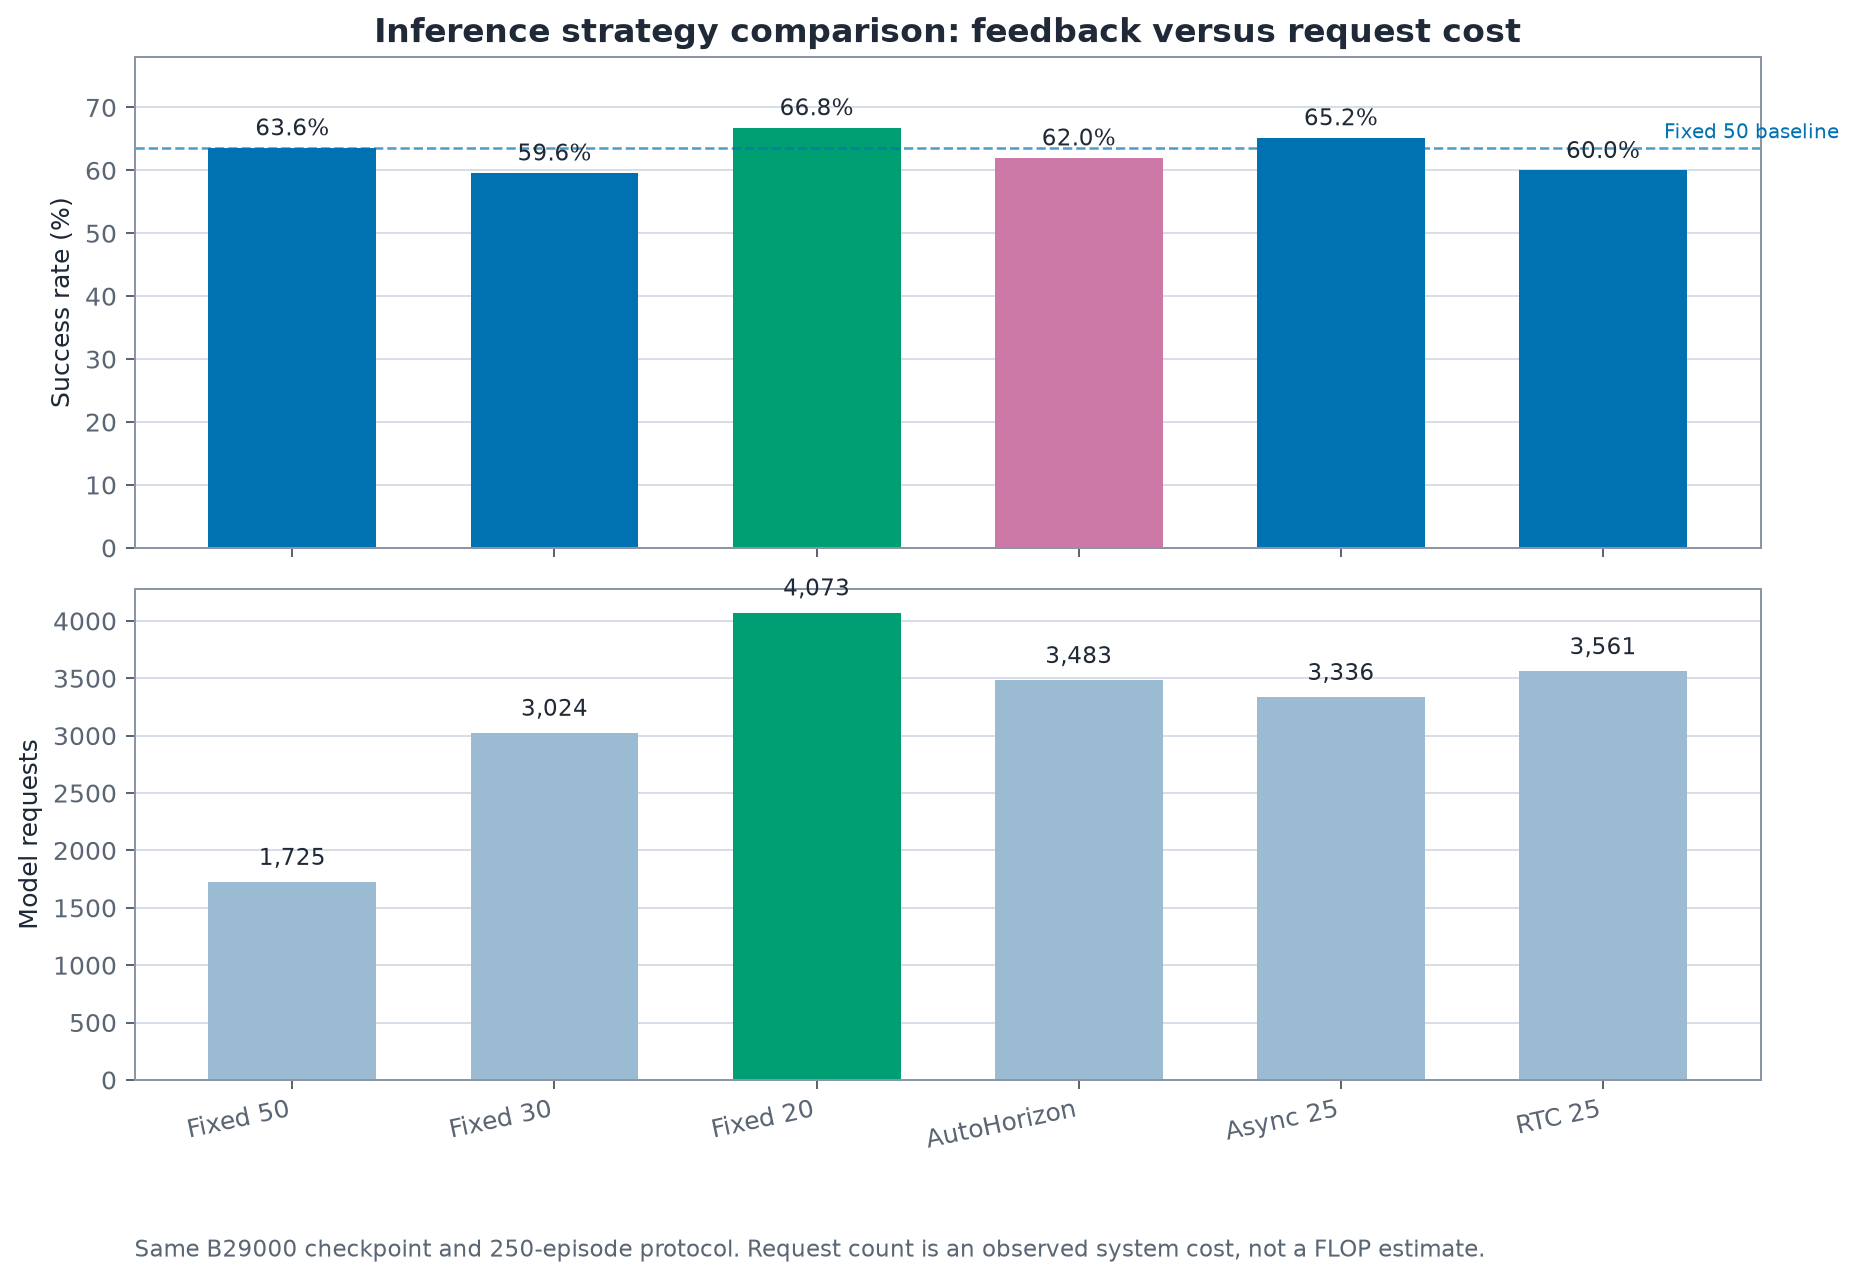 Inference strategy comparison: feedback versus request cost
Success rate (%)
70
60
50
40
30
20
10
0
63.6%
59.6%
66.8%
62.0%
65.2%
60.0%
Fixed 50 baseline
Model requests
4000
3500
3000
2500
2000
1500
1000
500
0
1,725
3,024
4,073
3,483
3,336
3,561
Fixed 50
Fixed 30
Fixed 20
AutoHorizon
Async 25
RTC 25
Same B29000 checkpoint and 250-episode protocol. Request count is an observed system cost, not a FLOP estimate.